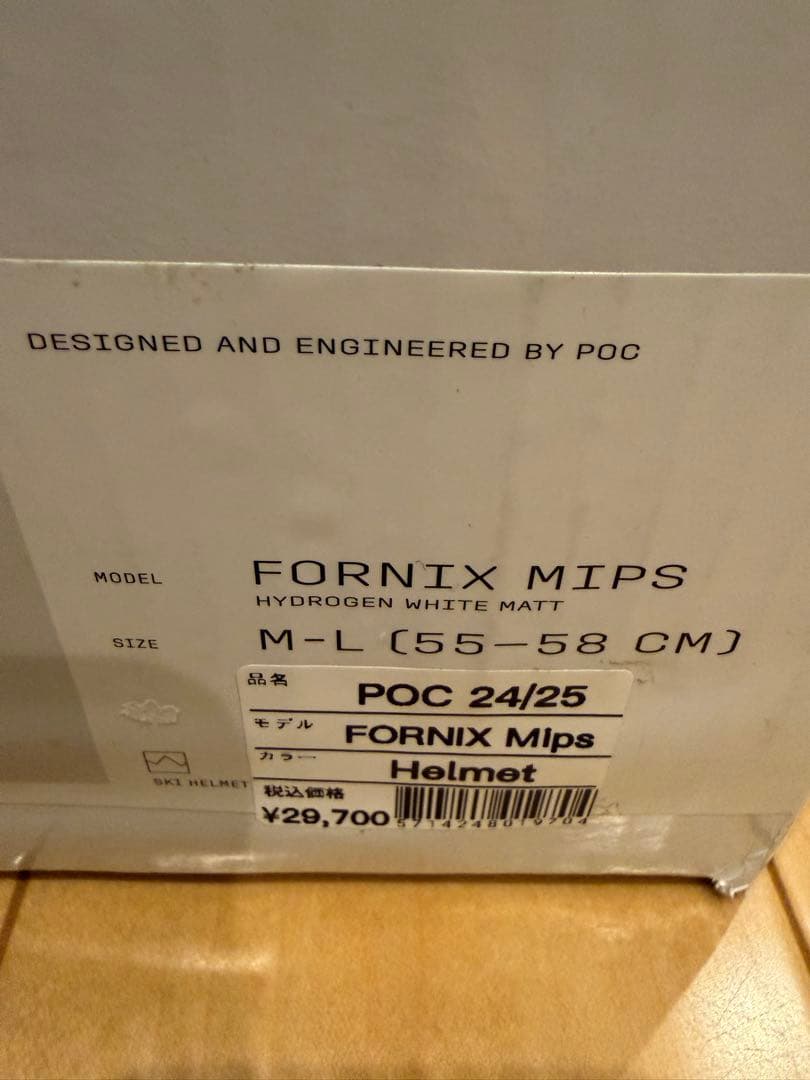 DESIGNED AND ENGINEERED BY POC
MODEL FORNIX MIPS
HYDROGEN WHITE MATT
SIZE M-L (55-58 CM)
品名 POC 24/25
モデル FORNIX Mips
カラー Helmet
SKI HELMET
税込価格
¥29,700
5714248019704